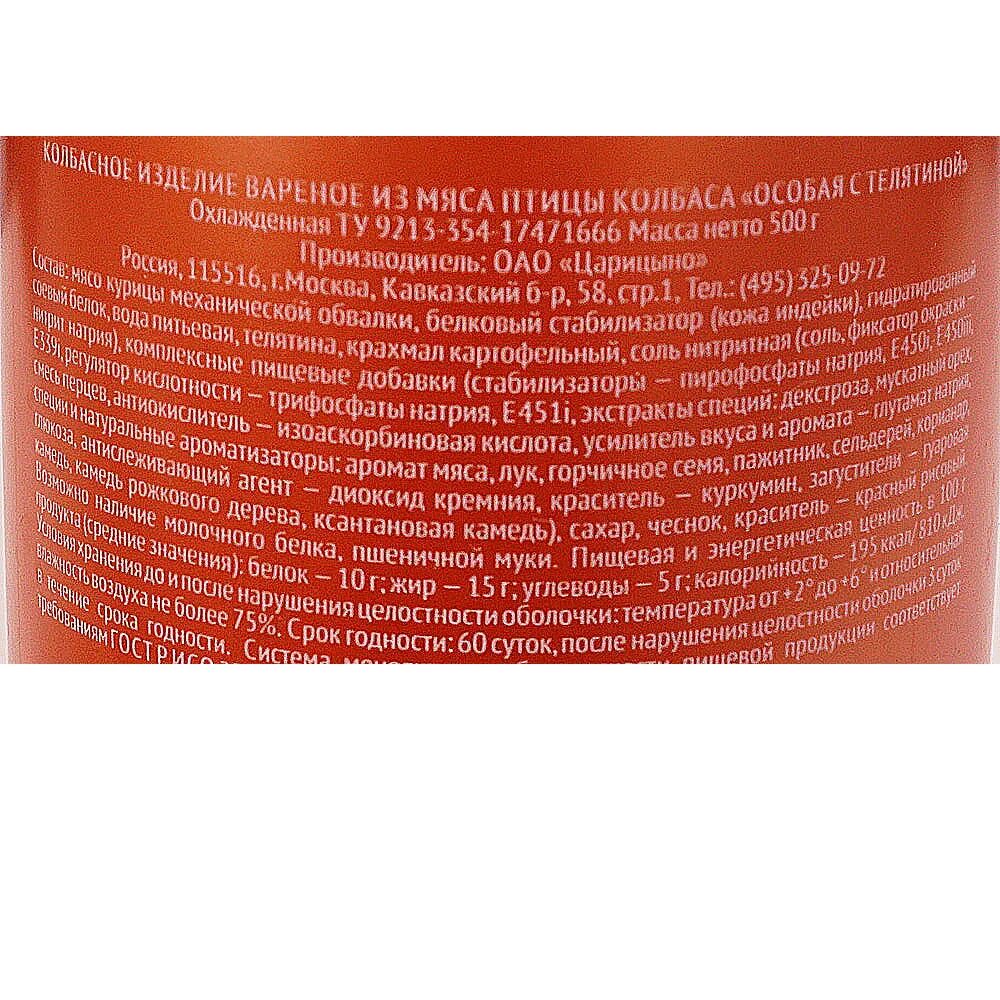 КОЛБАСНОЕ ИЗДЕЛИЕ ВАРЕНОЕ ИЗ МЯСА ПТИЦЫ КОЛБАСА «ОСОБАЯ С ТЕЛЯТИНОЙ»
Охлажденная ТУ 9213-354-17471666 Масса нетто 500 г
Производитель: ОАО «Царицыно»
Россия, 115516, г.Москва, Кавказский б-р, 58, стр.1, Тел.: (495) 325-09-72
Состав: мясо курицы механической обвалки, белковый стабилизатор (кожа индейки), гидратированный
соевый белок, вода питьевая, телятина, крахмал картофельный, соль нитритная (соль, фиксатор окраски –
нитрит натрия), комплексные пищевые добавки (стабилизаторы – пирофосфаты натрия, Е450i, Е450iii,
Е339i, регулятор кислотности – трифосфаты натрия, Е451i, экстракты специй: декстроза, мускатный орех,
смесь перцев, антиокислитель – изоаскорбиновая кислота, усилитель вкуса и аромата – глутамат натрия,
специи и натуральные ароматизаторы: аромат мяса, лук, горчичное семя, пажитник, сельдерей, кориандр,
глюкоза, антислеживающий агент – диоксид кремния, краситель – куркумин, загустители – гуаровая
камедь, камедь рожкового дерева, ксантановая камедь), сахар, чеснок, краситель – красный рисовый
Возможно наличие молочного белка, пшеничной муки. Пищевая и энергетическая ценность в 100 г
продукта (средние значения): белок – 10 г; жир – 15 г; углеводы – 5 г; калорийность – 195 ккал/ 810 кДж.
Условия хранения до и после нарушения целостности оболочки: температура от +2° до +6° и относительная
влажность воздуха не более 75%. Срок годности: 60 суток, после нарушения целостности оболочки 3 суток
в течение срока годности. Система пищевой продукции соответствует
требованиям ГОСТ Р ИСО